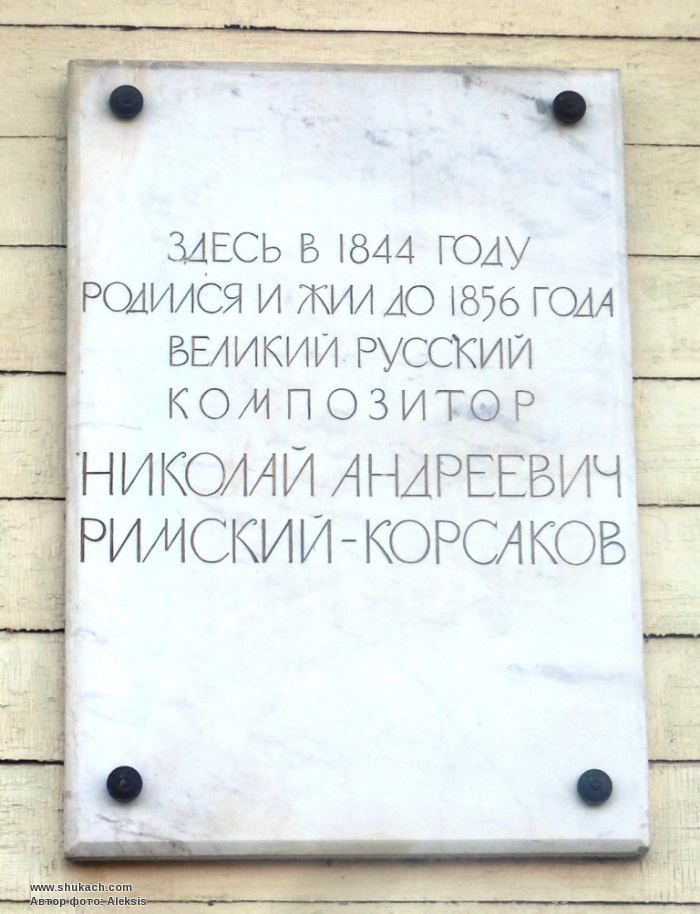 ЗДЕСЬ В 1844 ГОДУ
РОДИЛСЯ И ЖИЛ ДО 1856 ГОДА
ВЕЛИКИЙ РУССКИЙ
КОМПОЗИТОР
НИКОЛАЙ АНДРЕЕВИЧ
РИМСКИЙ-КОРСАКОВ
www.shukach.com
Автор фото: Aleksis